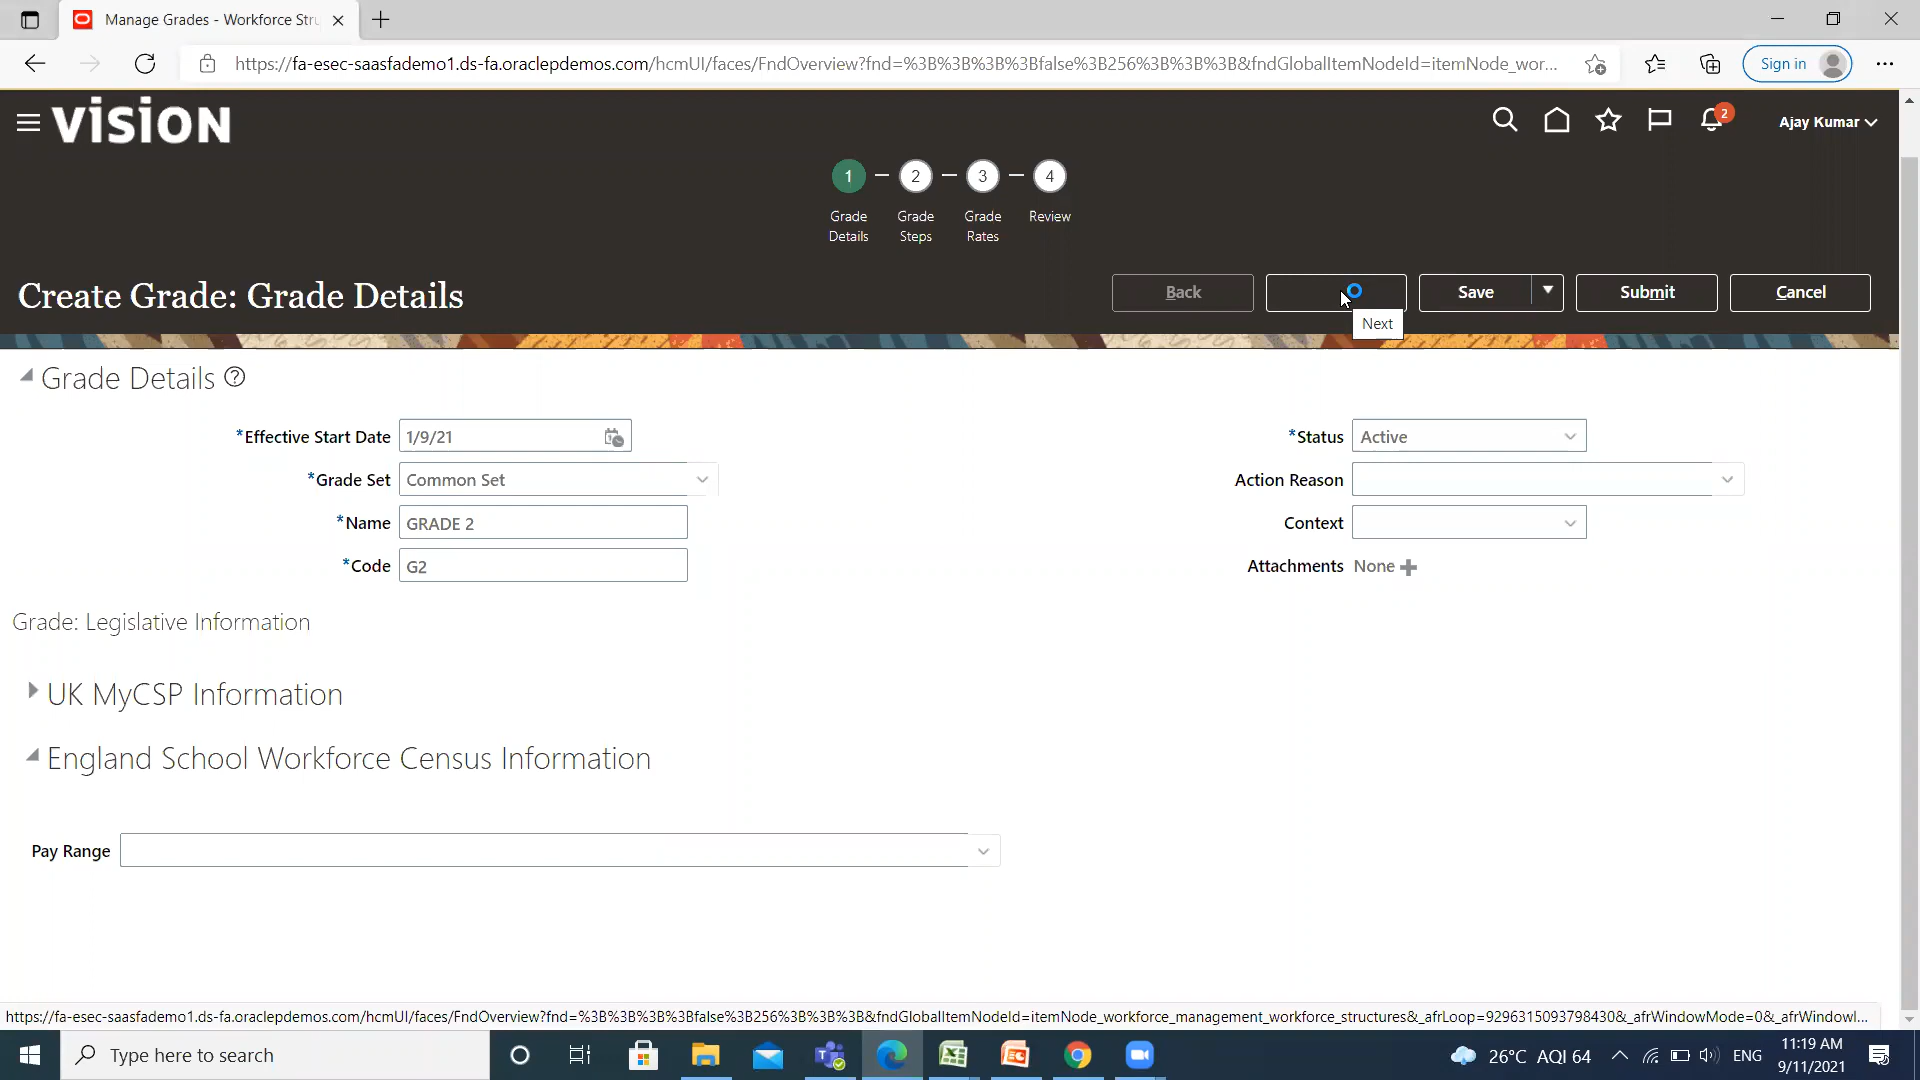 Manage Grades - Workforce Stru
https://fa-esec-saasfademo1.ds-fa.oraclepdemos.com/hcmUI/faces/FndOverview?fnd=%3B%3B%3B%3Bfalse%3B256%3B%3B%3B&fndGlobalItemNodeId=itemNode_wor...
Sign in
vision
2
Ajay Kumar
1
2
3
4
Grade Details
Grade Steps
Grade Rates
Review
Create Grade: Grade Details
Back
Save
Submit
Cancel
Next
Grade Details
*Effective Start Date 1/9/21
*Status Active
*Grade Set Common Set
Action Reason
*Name GRADE 2
Context
*Code G2
Attachments None
Grade: Legislative Information
UK MyCSP Information
England School Workforce Census Information
Pay Range
https://fa-esec-saasfademo1.ds-fa.oraclepdemos.com/hcmUI/faces/FndOverview?fnd=%3B%3B%3B%3Bfalse%3B256%3B%3B%3B&fndGlobalItemNodeId=itemNode_workforce_management_workforce_structures&_afrLoop=9296315093798430&_afrWindowMode=0&_afrWindowI...
Type here to search
26°C AQI 64
ENG
11:19 AM
9/11/2021